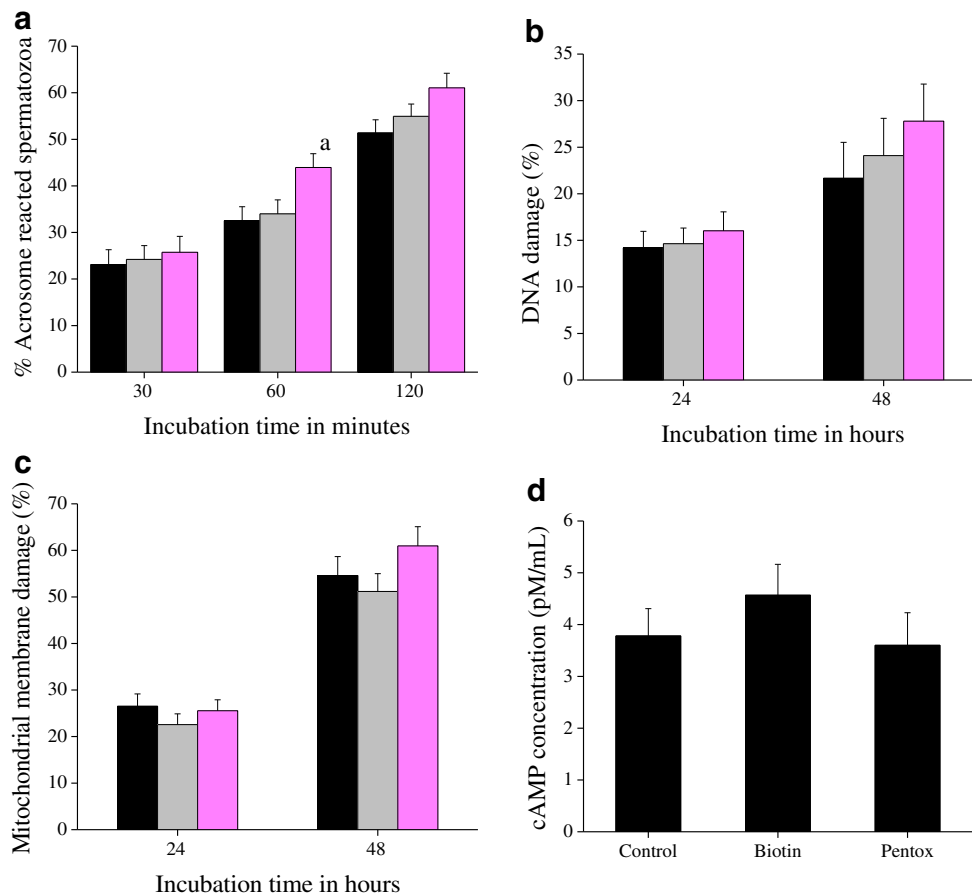 a
% Acrosome reacted spermatozoa
70
60
50
40
30
20
10
0
a
30 60 120
Incubation time in minutes
b
DNA damage (%)
35
30
25
20
15
10
5
0
24 48
Incubation time in hours
c
Mitochondrial membrane damage (%)
70
60
50
40
30
20
10
0
24 48
Incubation time in hours
d
cAMP concentration (pM/mL)
6
5
4
3
2
1
0
Control Biotin Pentox